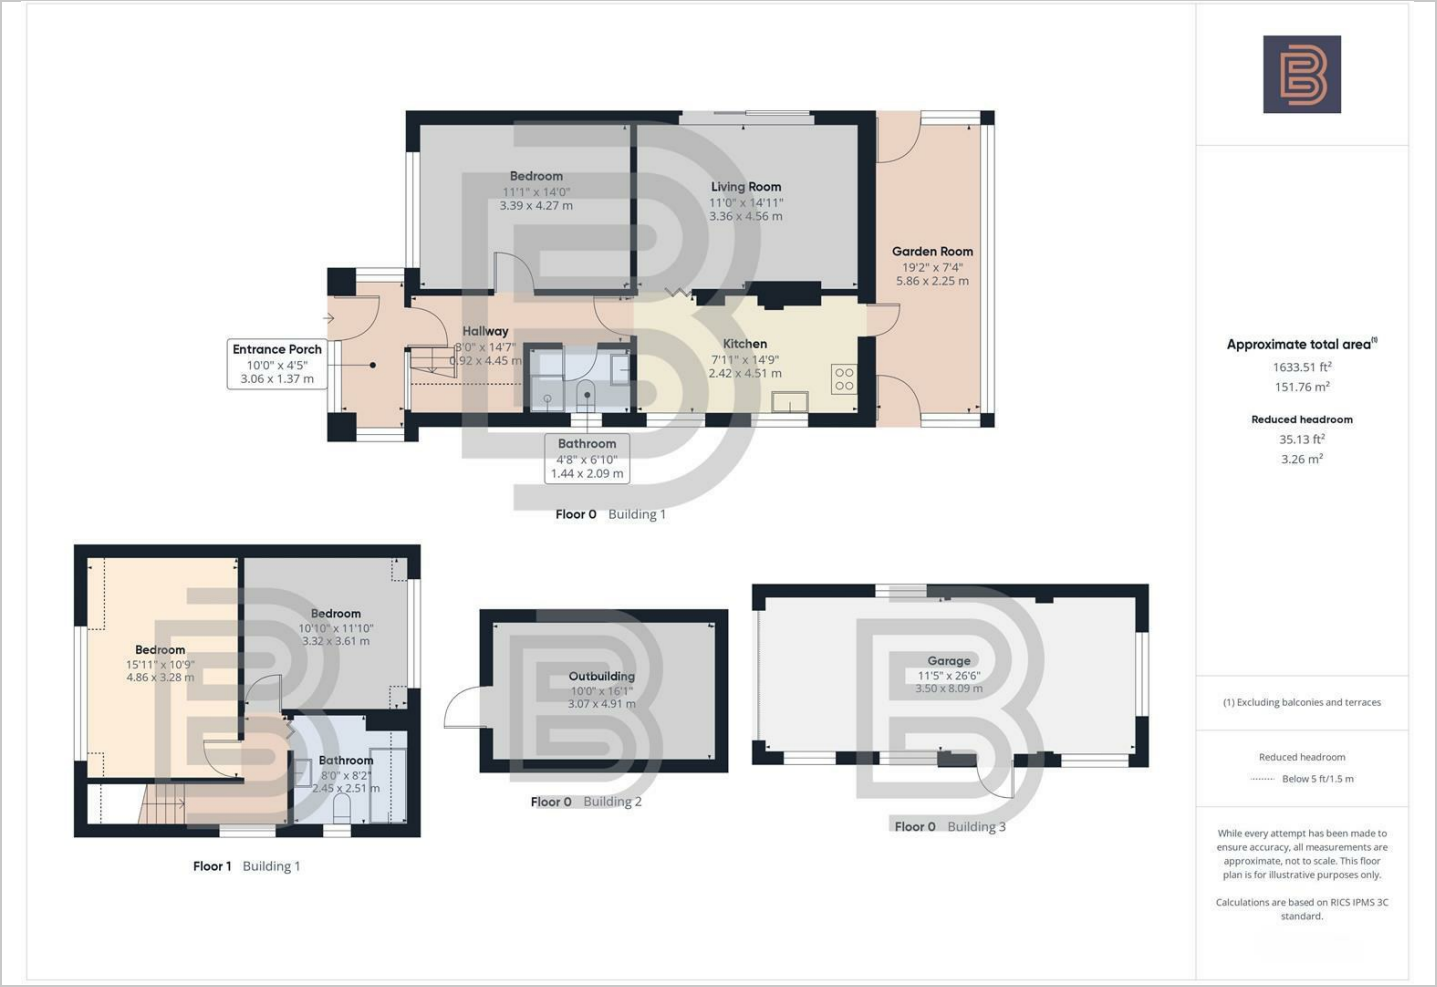 Bedroom
11'1" x 14'0"
3.39 x 4.27 m
Living Room
11'0" x 14'11"
3.36 x 4.56 m
Garden Room
19'2" x 7'4"
5.86 x 2.25 m
Hallway
3'0" x 14'7"
0.92 x 4.45 m
Entrance Porch
10'0" x 4'5"
3.06 x 1.37 m
Kitchen
7'11" x 14'9"
2.42 x 4.51 m
Bathroom
4'8" x 6'10"
1.44 x 2.09 m
Floor 0 Building 1
Bedroom
15'11" x 10'9"
4.86 x 3.28 m
Bedroom
10'10" x 11'10"
3.32 x 3.61 m
Bathroom
8'0" x 8'2"
2.45 x 2.51 m
Floor 1 Building 1
Outbuilding
10'0" x 16'1"
3.07 x 4.91 m
Floor 0 Building 2
Garage
11'5" x 26'6"
3.50 x 8.09 m
Floor 0 Building 3
B
Approximate total area(1)
1633.51 ft²
151.76 m²
Reduced headroom
35.13 ft²
3.26 m²
(1) Excluding balconies and terraces
Reduced headroom
Below 5 ft/1.5 m
While every attempt has been made to
ensure accuracy, all measurements are
approximate, not to scale. This floor
plan is for illustrative purposes only.
Calculations are based on RICS IPMS 3C
standard.